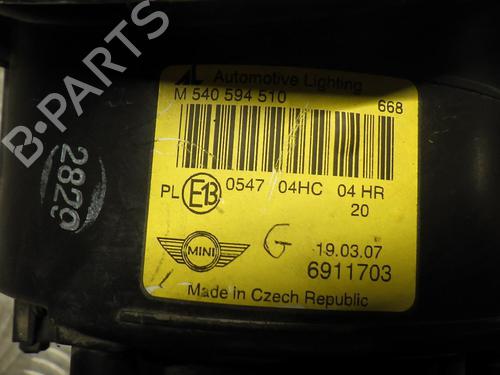 AL Automotive Lighting
M 540 594 510
668
PL E13 0547 04HC 04 HR
20
MINI
G
19.03.07
6911703
Made in Czech Republic
2829
B-PARTS